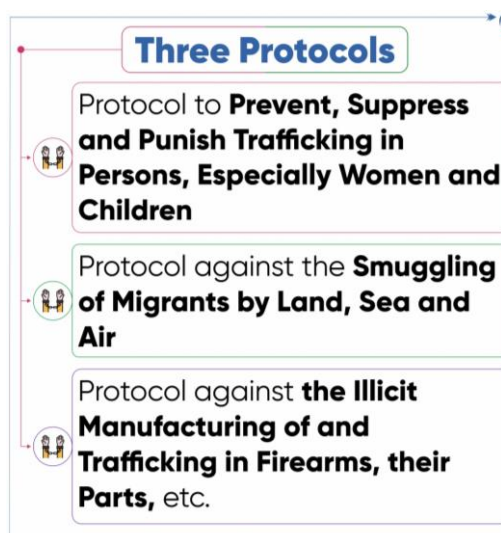 Three Protocols
Protocol to Prevent, Suppress
and Punish Trafficking in
Persons, Especially Women and
Children
Protocol against the Smuggling
of Migrants by Land, Sea and
Air
Protocol against the Illicit
Manufacturing of and
Trafficking in Firearms, their
Parts, etc.